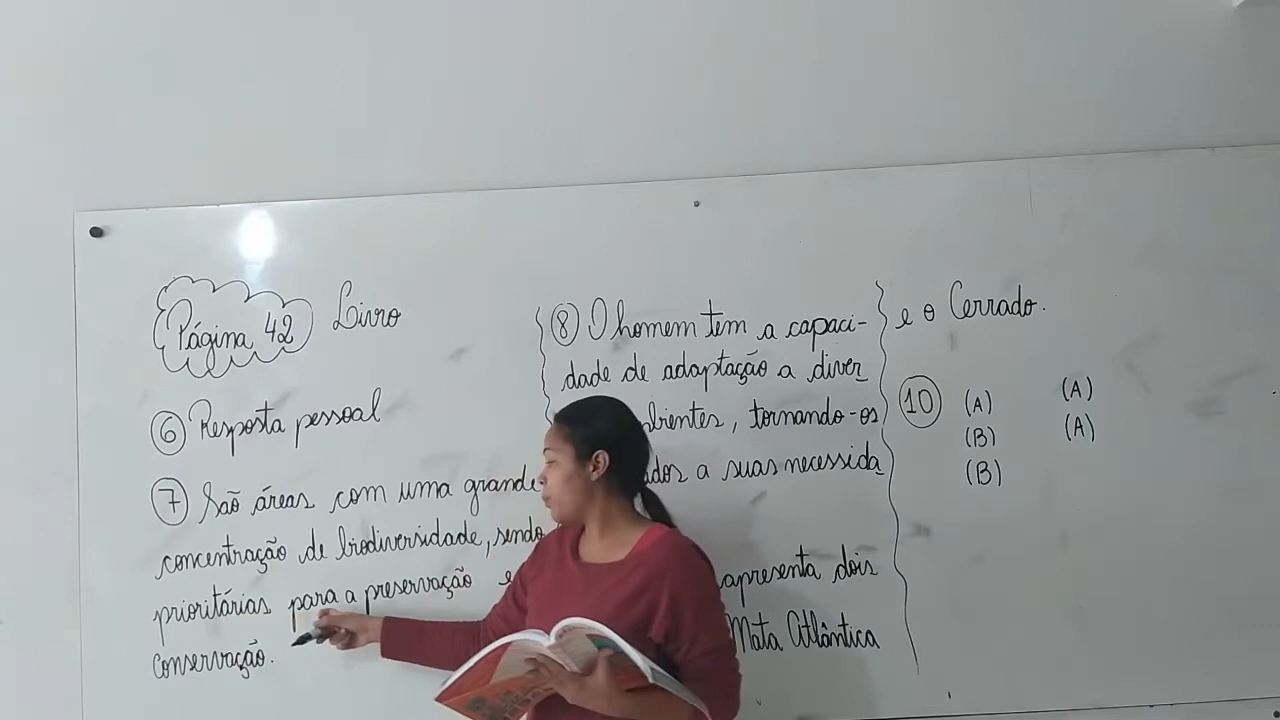 Página 42 Livro
6 Resposta pessoal
7 São áreas com uma grande
concentração de biodiversidade, sendo
prioritárias para a preservação e
conservação.
8 O homem tem a capaci-
dade de adaptação a diver
, tornando-os
a suas necessida
apresenta dois
Mata Atlântica
e o Cerrado.
10 (A) (A)
(B) (A)
(B)